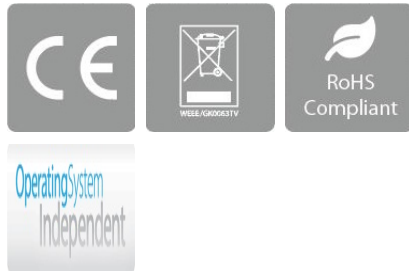 CE
WEEE/GK0063TV
RoHS
Compliant
OperatingSystem
Independent